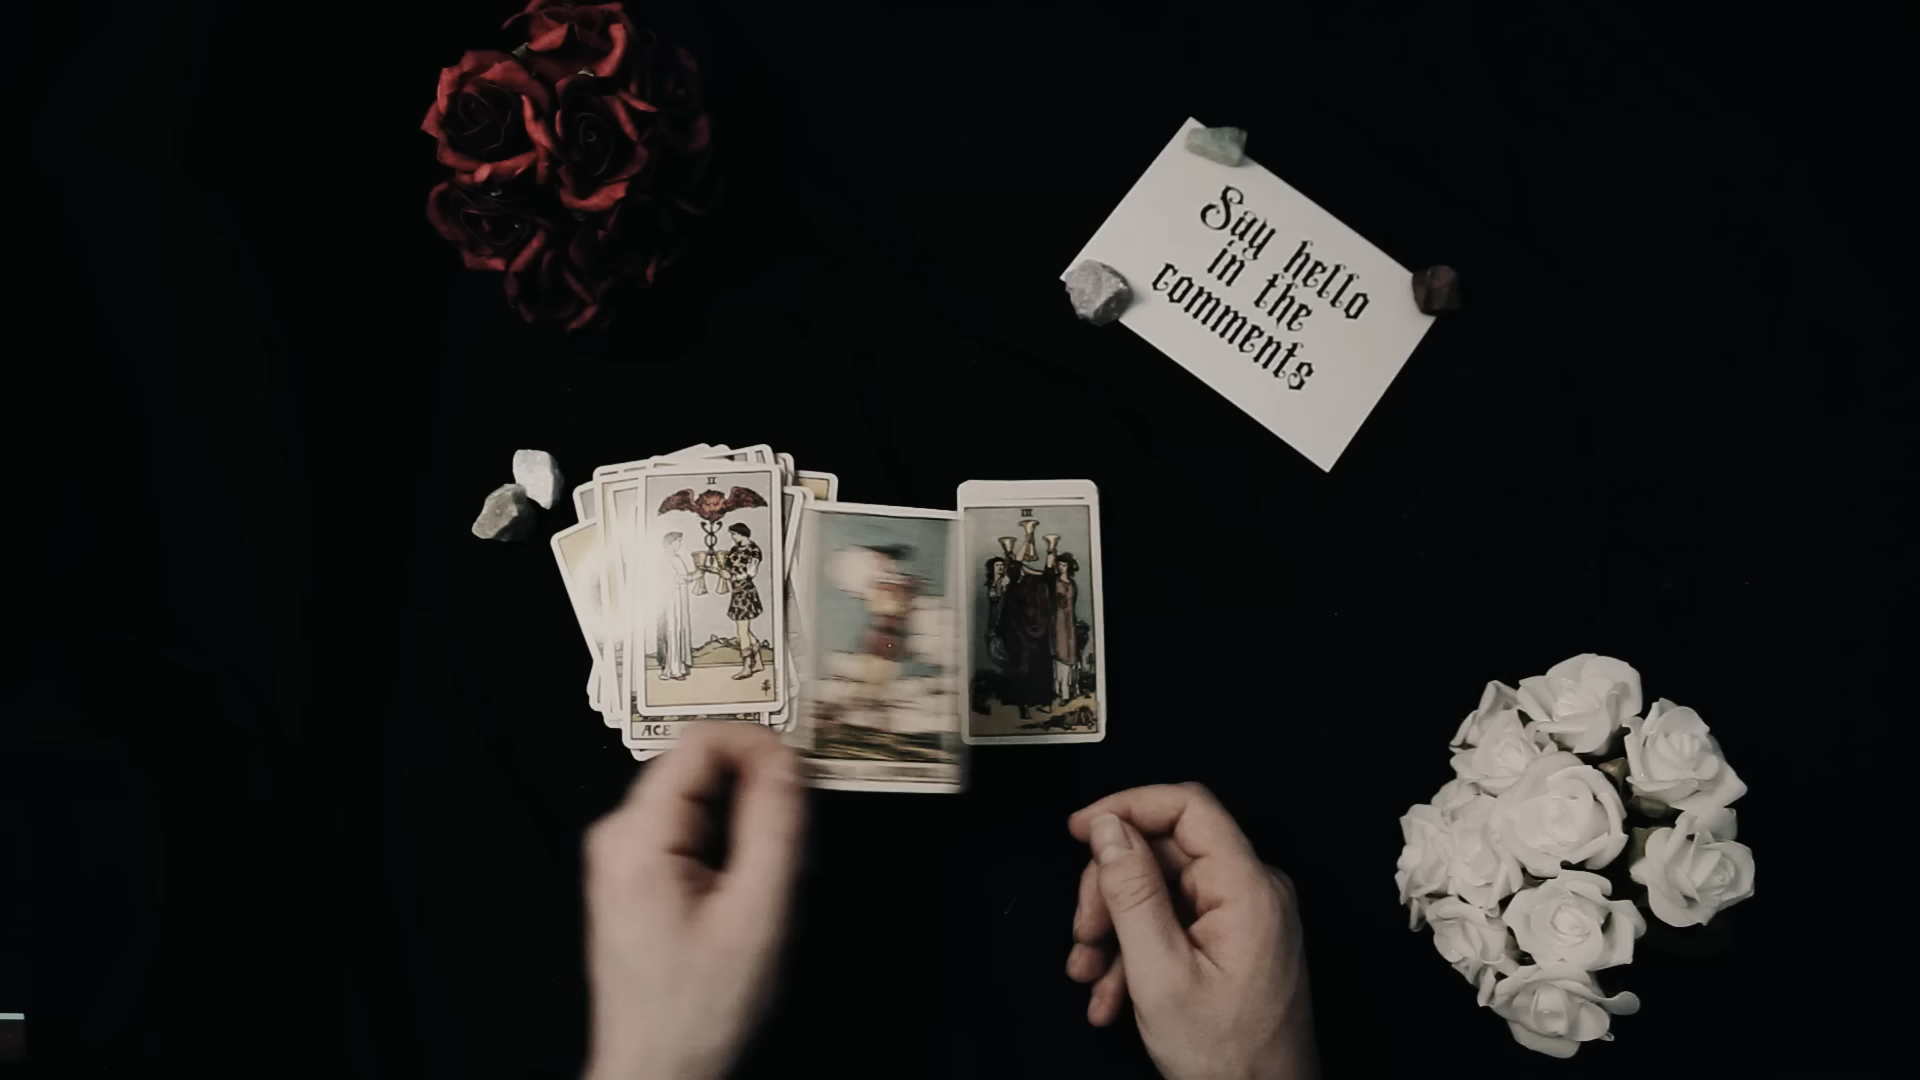 Say hello
in the
comments
II
III
ACE